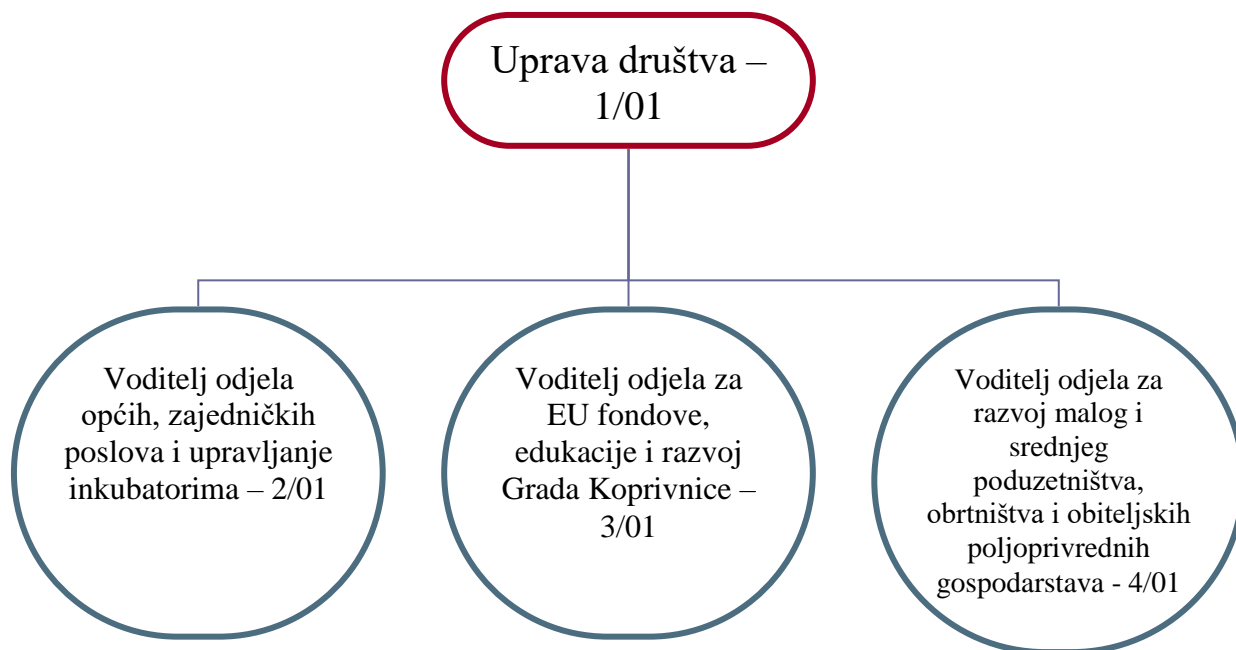 Uprava društva –
1/01
Voditelj odjela
općih, zajedničkih
poslova i upravljanje
inkubatorima – 2/01
Voditelj odjela za
EU fondove,
edukacije i razvoj
Grada Koprivnice –
3/01
Voditelj odjela za
razvoj malog i
srednjeg
poduzetništva,
obrtništva i obiteljskih
poljoprivrednih
gospodarstava - 4/01